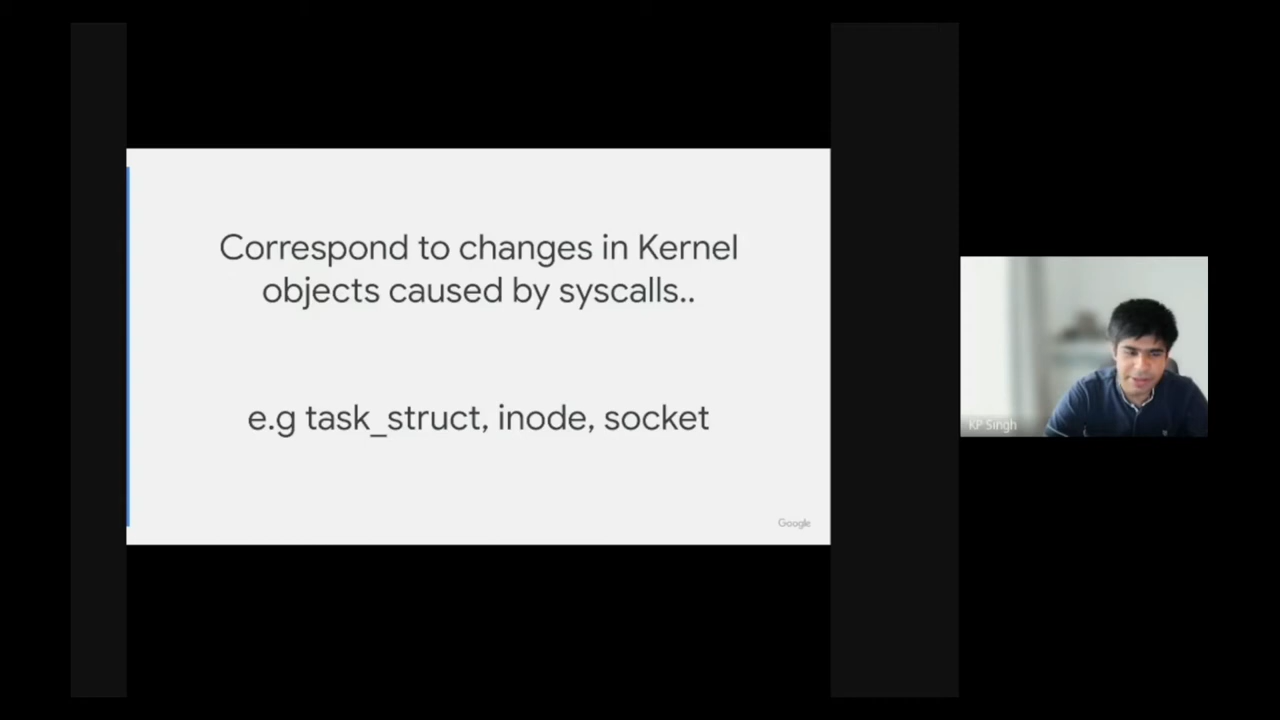 Correspond to changes in Kernel
objects caused by syscalls..
e.g task_struct, inode, socket
Google
KP Singh